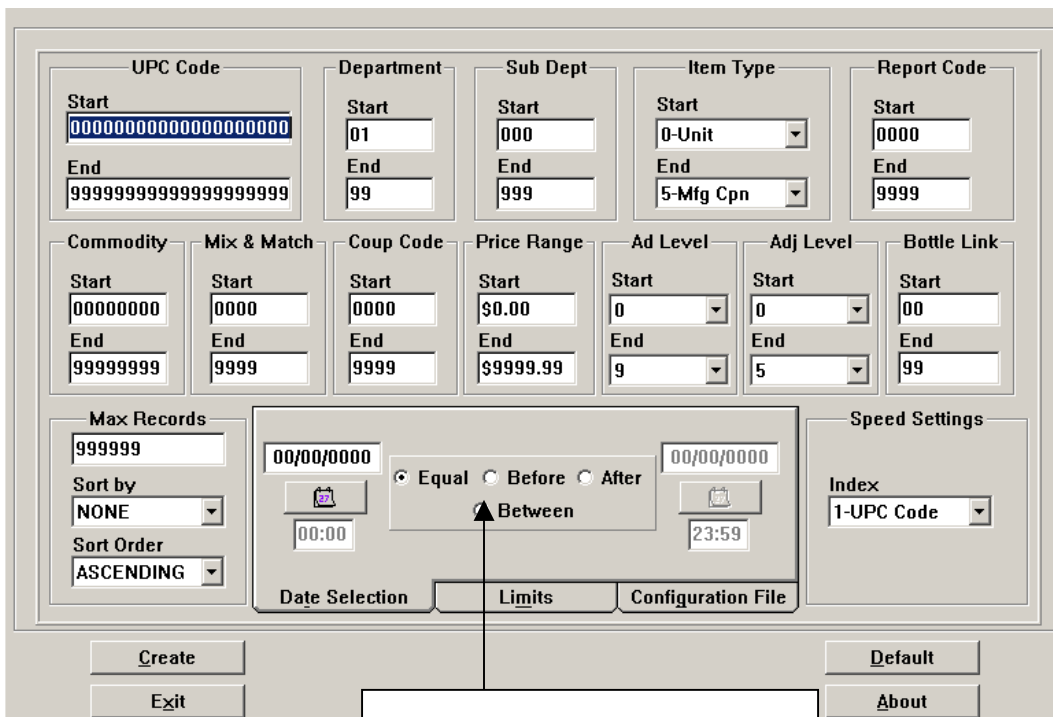 UPC Code
Start
00000000000000000000
End
99999999999999999999
Department
Start
01
End
99
Sub Dept
Start
000
End
999
Item Type
Start
0-Unit
End
5-Mfg Cpn
Report Code
Start
0000
End
9999
Commodity
Start
00000000
End
99999999
Mix & Match
Start
0000
End
9999
Coup Code
Start
0000
End
9999
Price Range
Start
$0.00
End
$9999.99
Ad Level
Start
0
End
9
Adj Level
Start
0
End
5
Bottle Link
Start
00
End
99
Max Records
999999
Sort by
NONE
Sort Order
ASCENDING
00/00/0000
27
00:00
Equal Before After
Between
00/00/0000
27
23:59
Date Selection
Limits
Configuration File
Speed Settings
Index
1-UPC Code
Create
Exit
Default
About